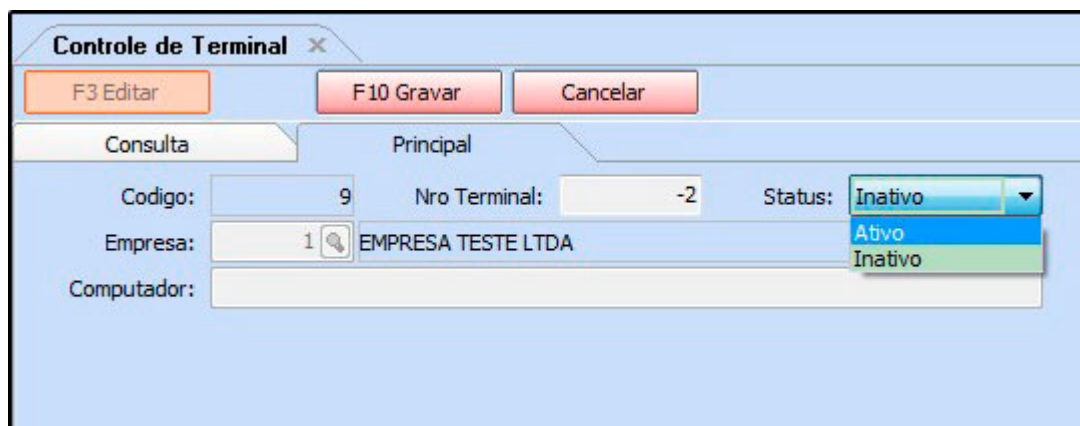 Controle de Terminal
F3 Editar F10 Gravar Cancelar
Consulta Principal
Codigo: 9 Nro Terminal: -2 Status: Inativo
Empresa: 1 EMPRESA TESTE LTDA Ativo
Inativo
Computador: